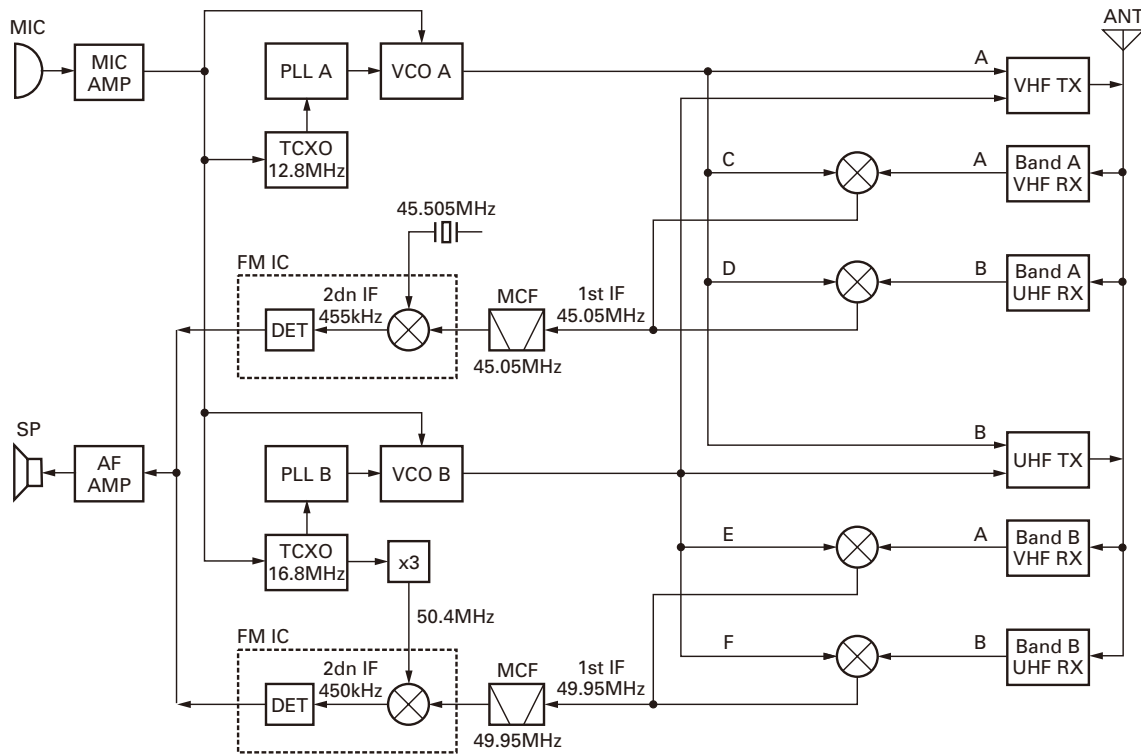 ANT
MIC
MIC
AMP
PLL A
VCO A
A
VHF TX
TCXO
12.8MHz
C
A
Band A
VHF RX
45.505MHz
FM IC
D
B
Band A
UHF RX
2dn IF
455kHz
DET
MCF
45.05MHz
1st IF
45.05MHz
SP
AF
AMP
PLL B
VCO B
B
UHF TX
TCXO
16.8MHz
x3
E
A
Band B
VHF RX
50.4MHz
FM IC
F
B
Band B
UHF RX
2dn IF
450kHz
DET
MCF
49.95MHz
1st IF
49.95MHz